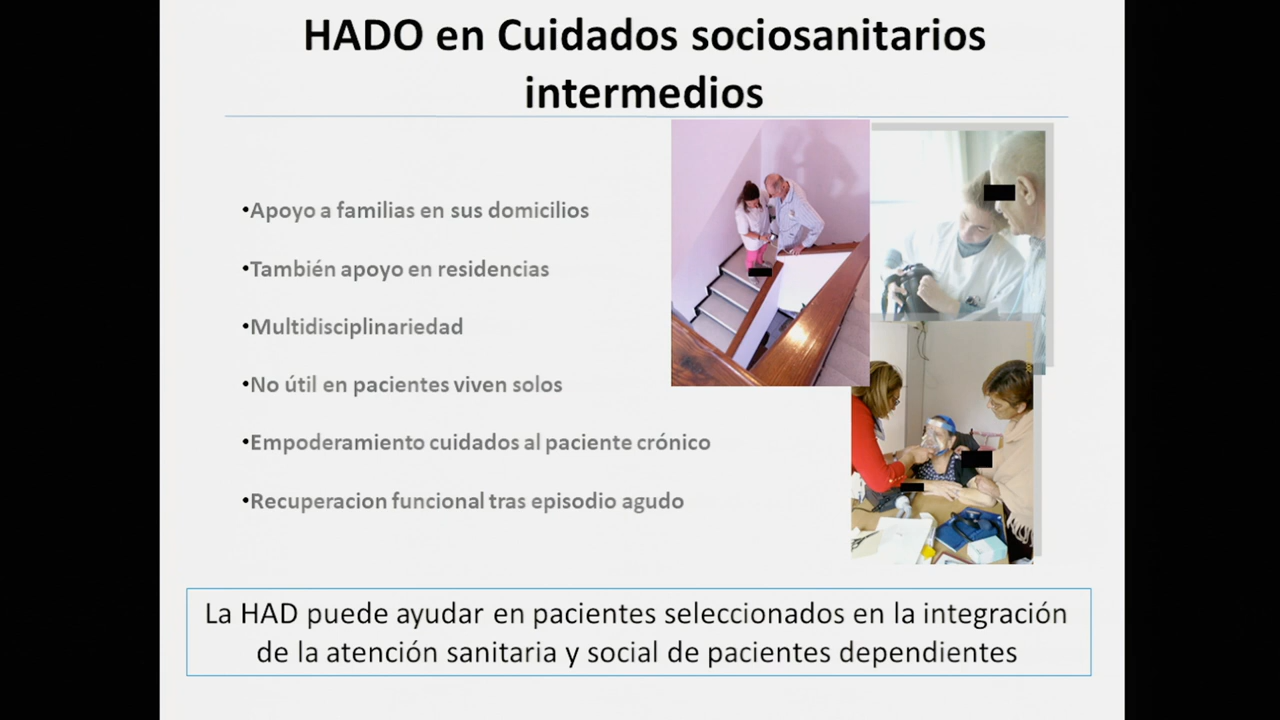 HADO en Cuidados sociosanitarios
intermedios
•Apoyo a familias en sus domicilios
•También apoyo en residencias
•Multidisciplinariedad
•No útil en pacientes viven solos
•Empoderamiento cuidados al paciente crónico
•Recuperacion funcional tras episodio agudo
La HAD puede ayudar en pacientes seleccionados en la integración
de la atención sanitaria y social de pacientes dependientes